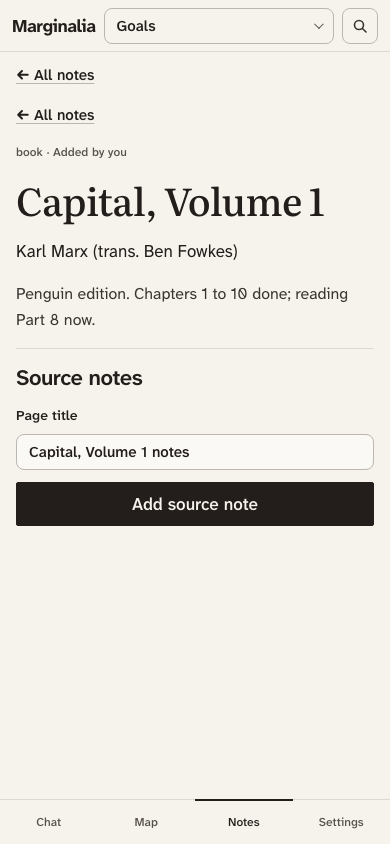 Marginalia
Goals
← All notes
← All notes
book · Added by you
Capital, Volume 1
Karl Marx (trans. Ben Fowkes)
Penguin edition. Chapters 1 to 10 done; reading
Part 8 now.
Source notes
Page title
Capital, Volume 1 notes
Add source note
Chat
Map
Notes
Settings